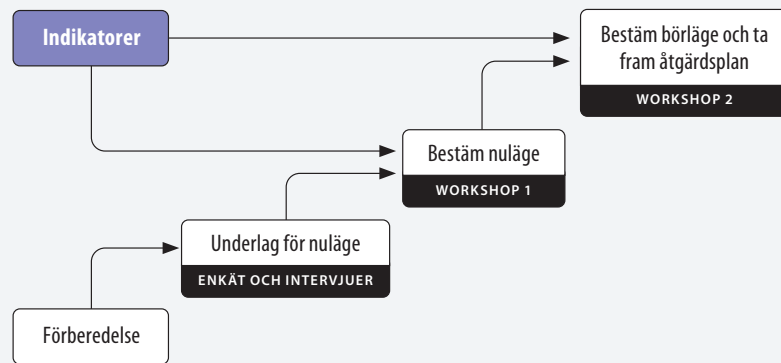 Indikatorer
Bestäm börläge och ta
fram åtgärdsplan
WORKSHOP 2
Bestäm nuläge
WORKSHOP 1
Underlag för nuläge
ENKÄT OCH INTERVJUER
Förberedelse